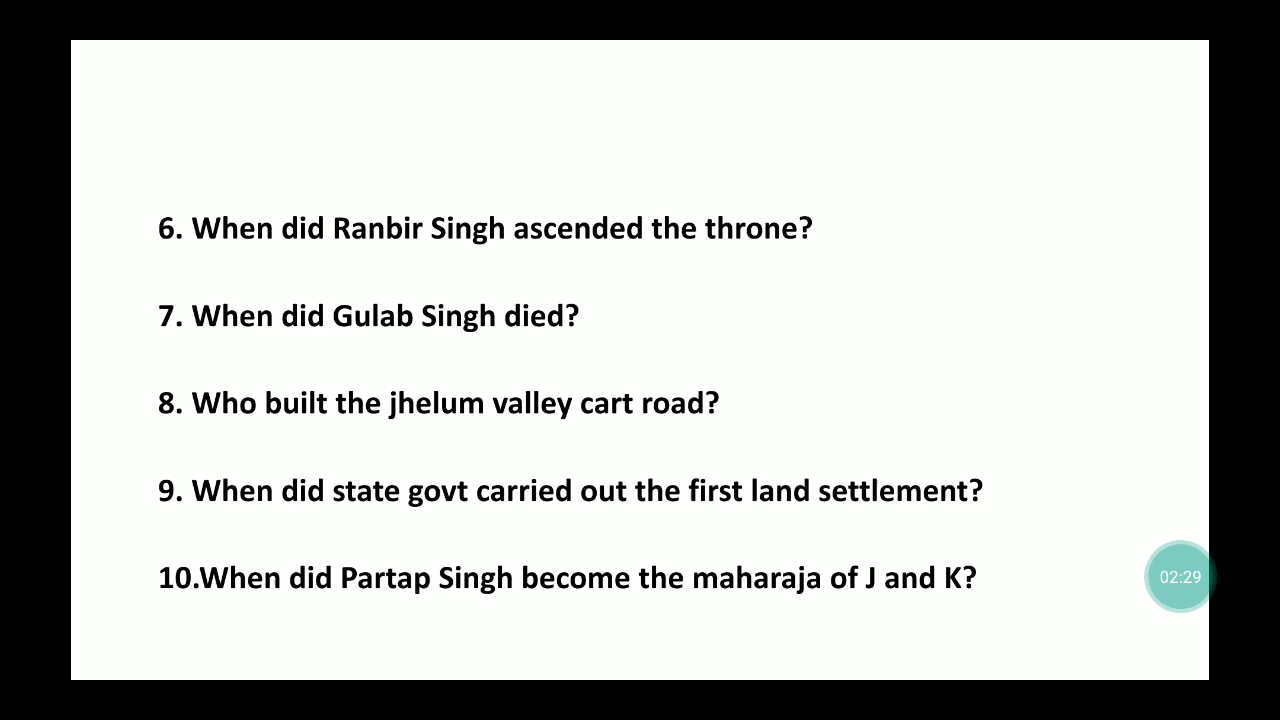 6. When did Ranbir Singh ascended the throne?
7. When did Gulab Singh died?
8. Who built the jhelum valley cart road?
9. When did state govt carried out the first land settlement?
10.When did Partap Singh become the maharaja of J and K?
02:29